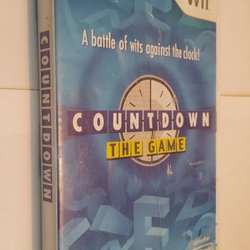 Wii
A battle of wits against the clock!
COUNTDOWN
THE GAME
COUNTDOWN